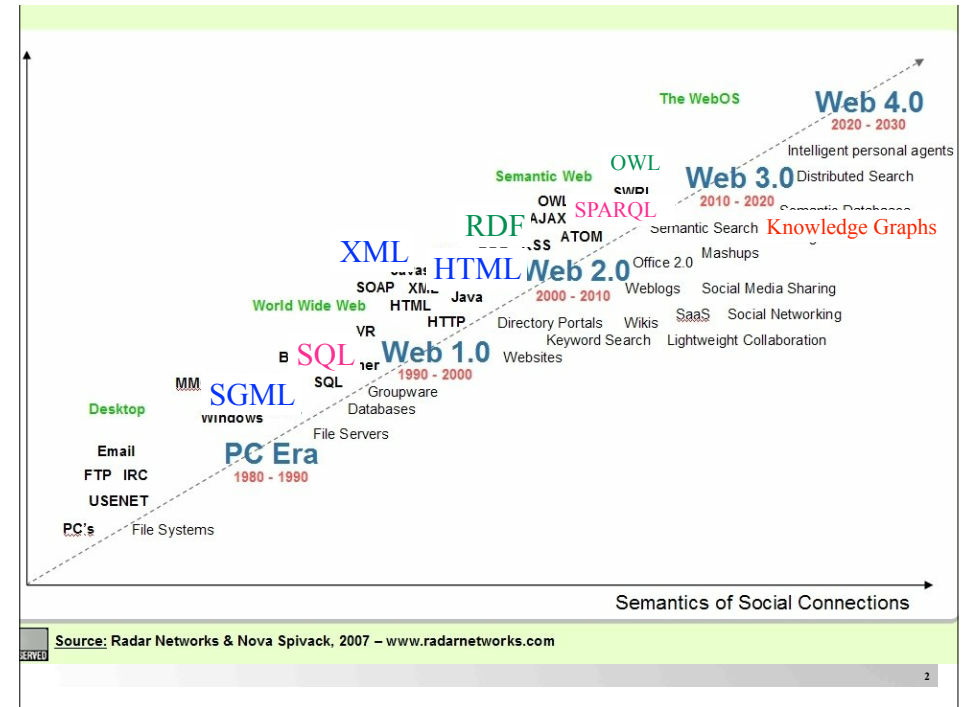 The WebOS
Web 4.0
2020 - 2030
Intelligent personal agents
OWL
Semantic Web
Web 3.0
Distributed Search
2010 - 2020
OWL
SPARQL
AJAX
RDF
ATOM
Semantic Search
Knowledge Graphs
XML
HTML
Mashups
Web 2.0
Office 2.0
2000 - 2010
SOAP
Java
Weblogs
Social Media Sharing
World Wide Web
HTML
HTTP
SaaS
Social Networking
Directory Portals
Wikis
VR
Keyword Search
Lightweight Collaboration
SQL
Web 1.0
Websites
1990 - 2000
SQL
SGML
Groupware
Desktop
Databases
Windows
File Servers
Email
PC Era
FTP IRC
1980 - 1990
USENET
PC's
File Systems
Semantics of Social Connections
Source: Radar Networks & Nova Spivack, 2007 – www.radarnetworks.com
2